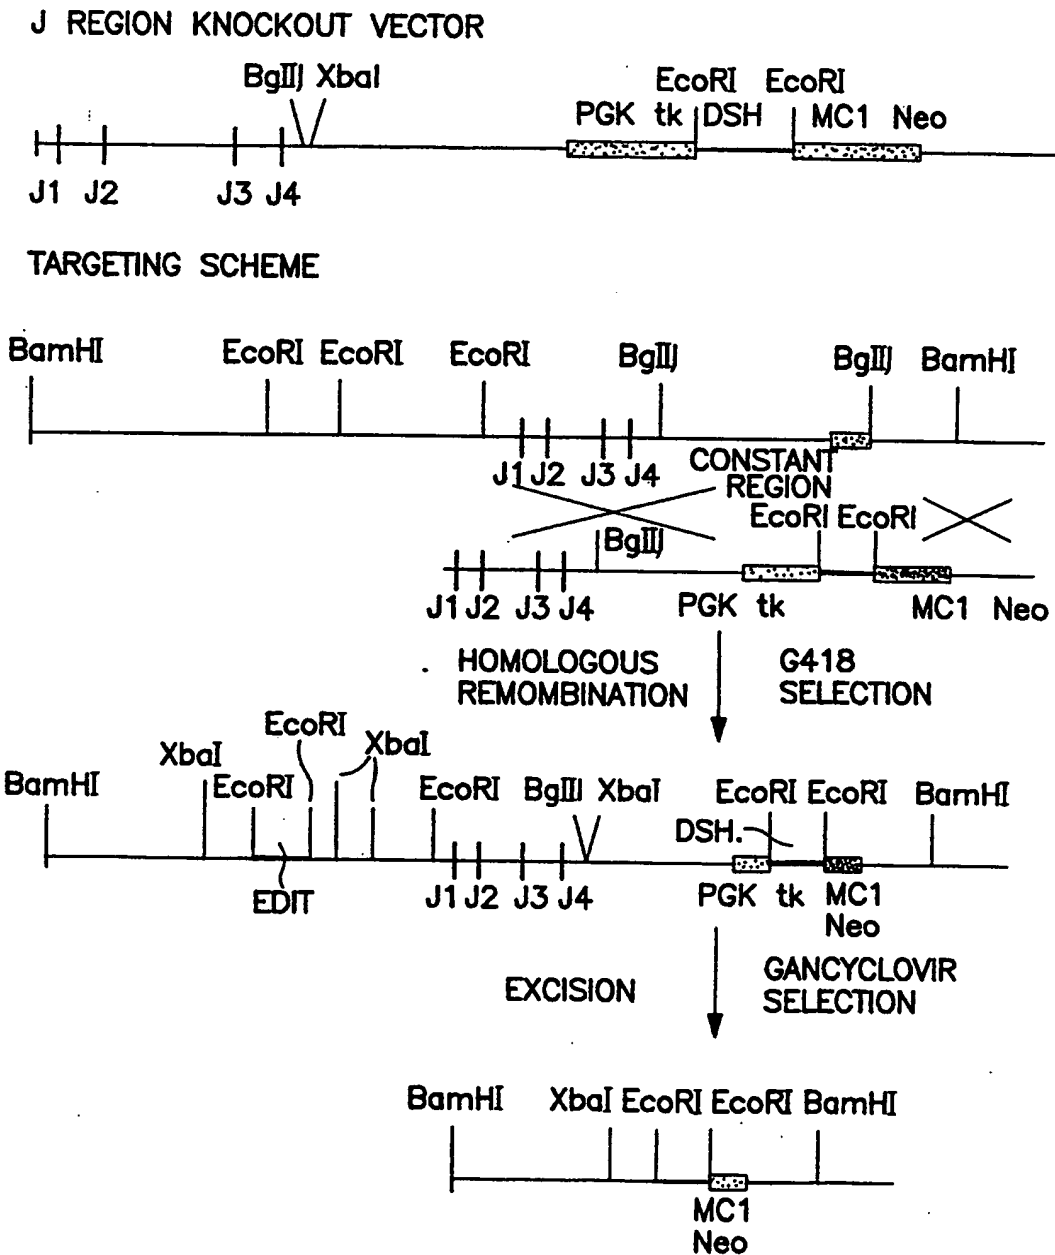 J REGION KNOCKOUT VECTOR
BglII XbaI
EcoRI EcoRI
PGK tk DSH MC1 Neo
J1 J2 J3 J4
TARGETING SCHEME
BamHI EcoRI EcoRI EcoRI BglII BglII BamHI
J1 J2 J3 J4
CONSTANT
REGION
EcoRI EcoRI
BglII
J1 J2 J3 J4 PGK tk MC1 Neo
HOMOLOGOUS
REMOMBINATION
G418
SELECTION
EcoRI
XbaI XbaI
BamHI EcoRI EcoRI BglII XbaI EcoRI EcoRI BamHI
DSH.
EDIT J1 J2 J3 J4 PGK tk MC1
Neo
EXCISION
GANCYCLOVIR
SELECTION
BamHI XbaI EcoRI EcoRI BamHI
MC1
Neo